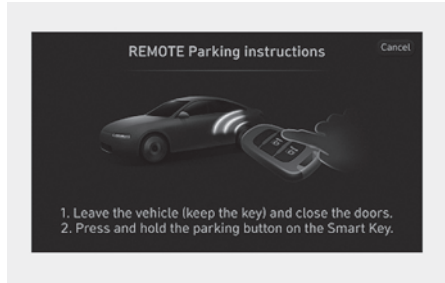 REMOTE Parking instructions
Cancel
1. Leave the vehicle (keep the key) and close the doors.
2. Press and hold the parking button on the Smart Key.